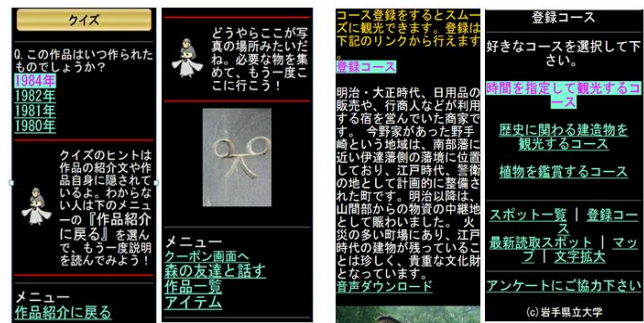 クイズ
Q.この作品はいつ作られた
ものでしょうか？
1984年
1982年
1981年
1980年
クイズのヒントは
作品の紹介文や作
品自身に隠されて
いるよ。わからな
い人は下のメニュ
ーの『作品紹介
に戻る』を選ん
で、もう一度説明
を読んでみよう！
メニュー
作品紹介に戻る
どうやらここが写
真の場所みたいだ
ね。必要な物を集
めて、もう一度こ
こに行こう！
メニュー
クーポン画面へ
森の友達と話す
作品一覧
アイテム
コース登録をするとスムー
ズに観光できます。登録は
下記のリンクから行えます
。
登録コース
明治・大正時代、日用品の
販売や、行商人などが利用
する宿を営んでいた商家で
す。 今野家があった野手
崎という地域は、南部藩に
近い伊達藩側の藩境に位置
しており、江戸時代、警衛
の地として計画的に整備さ
れた町です。明治以降は、
山間部からの物資の中継地
として賑わいました。 火
災の多い町場にあり、江戸
時代の建物が残っているこ
とは珍しく、貴重な文化財
となっています。
音声ダウンロード
登録コース
好きなコースを選択して下
さい。
時間を指定して観光するコ
ース
歴史に関わる建造物を
観光するコース
植物を鑑賞するコース
スポット一覧 | 登録コー
ス
最新読取スポット | マッ
プ | 文字拡大
アンケートにご協力下さい
(c)岩手県立大学